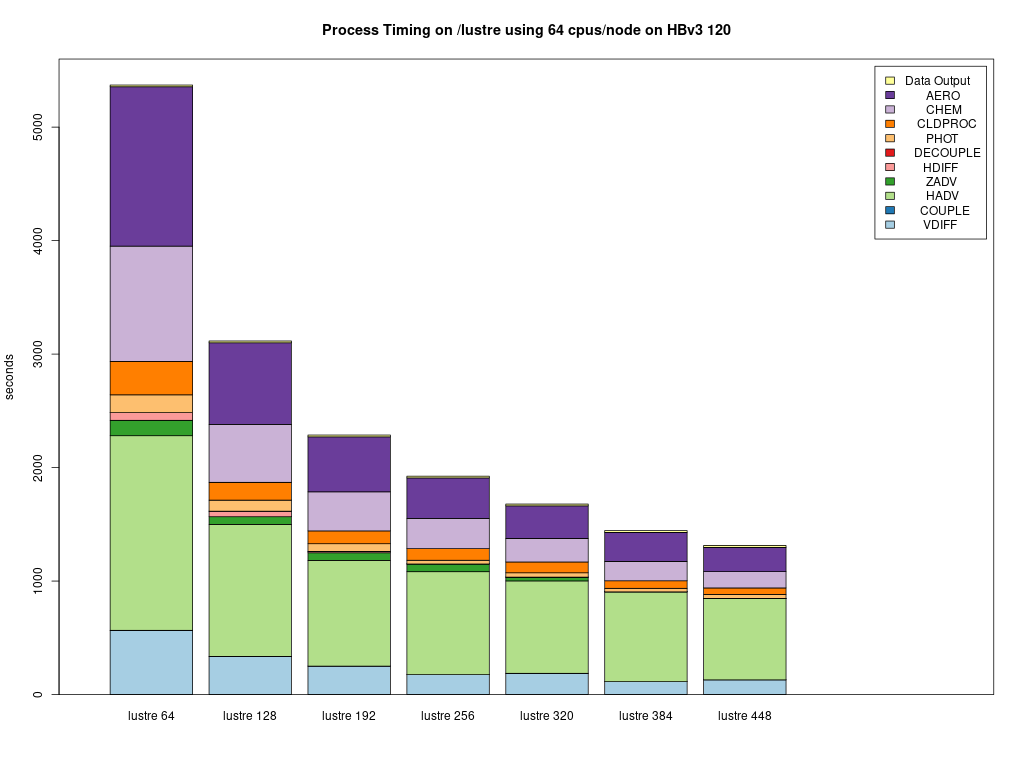 Process Timing on /lustre using 64 cpus/node on HBv3 120
Data Output
AERO
CHEM
CLDPROC
PHOT
DECOUPLE
HDIFF
ZADV
HADV
COUPLE
VDIFF
seconds
5000
4000
3000
2000
1000
0
lustre 64 lustre 128 lustre 192 lustre 256 lustre 320 lustre 384 lustre 448